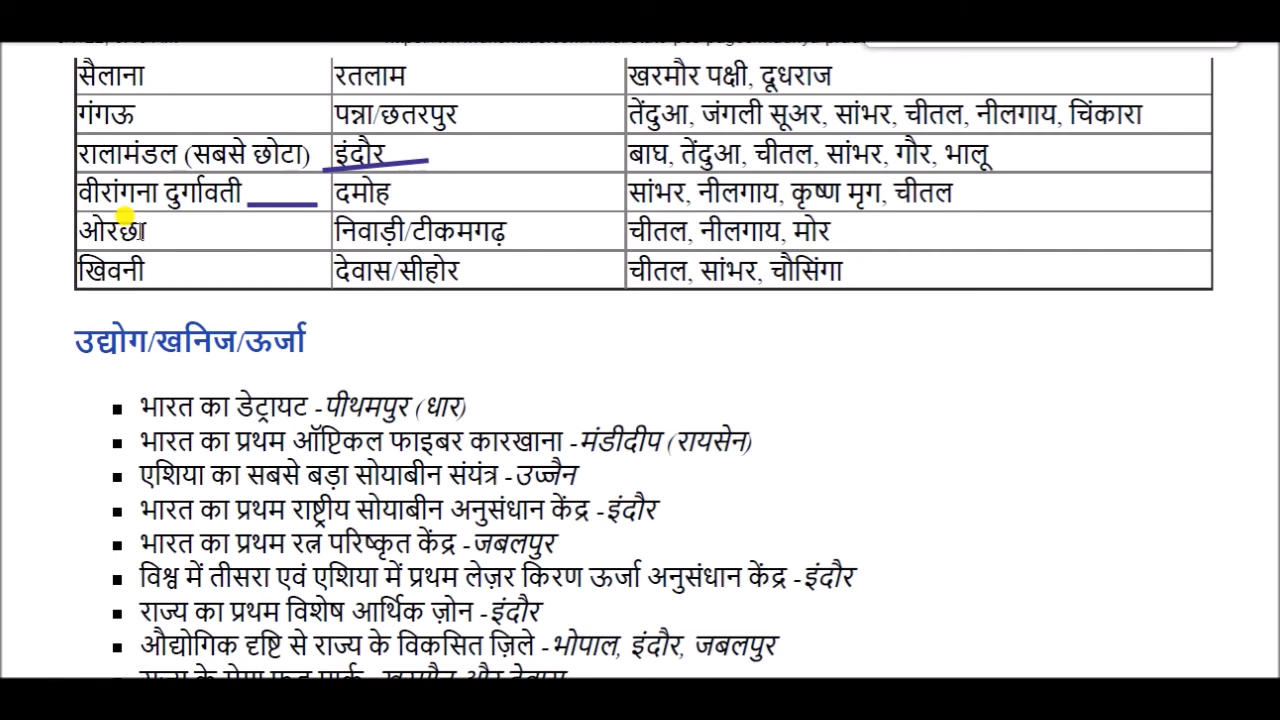 सैलाना रतलाम खरमौर पक्षी, दूधराज
गंगऊ पन्ना/छतरपुर तेंदुआ, जंगली सूअर, सांभर, चीतल, नीलगाय, चिंकारा
रालामंडल (सबसे छोटा) इंदौर बाघ, तेंदुआ, चीतल, सांभर, गौर, भालू
वीरांगना दुर्गावती दमोह सांभर, नीलगाय, कृष्ण मृग, चीतल
ओरछा निवाड़ी/टीकमगढ़ चीतल, नीलगाय, मोर
खिवनी देवास/सीहोर चीतल, सांभर, चौसिंगा
उद्योग/खनिज/ऊर्जा
▪ भारत का डेट्रायट -पीथमपुर (धार)
▪ भारत का प्रथम ऑप्टिकल फाइबर कारखाना -मंडीदीप (रायसेन)
▪ एशिया का सबसे बड़ा सोयाबीन संयंत्र -उज्जैन
▪ भारत का प्रथम राष्ट्रीय सोयाबीन अनुसंधान केंद्र -इंदौर
▪ भारत का प्रथम रत्न परिष्कृत केंद्र -जबलपुर
▪ विश्व में तीसरा एवं एशिया में प्रथम लेज़र किरण ऊर्जा अनुसंधान केंद्र -इंदौर
▪ राज्य का प्रथम विशेष आर्थिक ज़ोन -इंदौर
▪ औद्योगिक दृष्टि से राज्य के विकसित ज़िले -भोपाल, इंदौर, जबलपुर